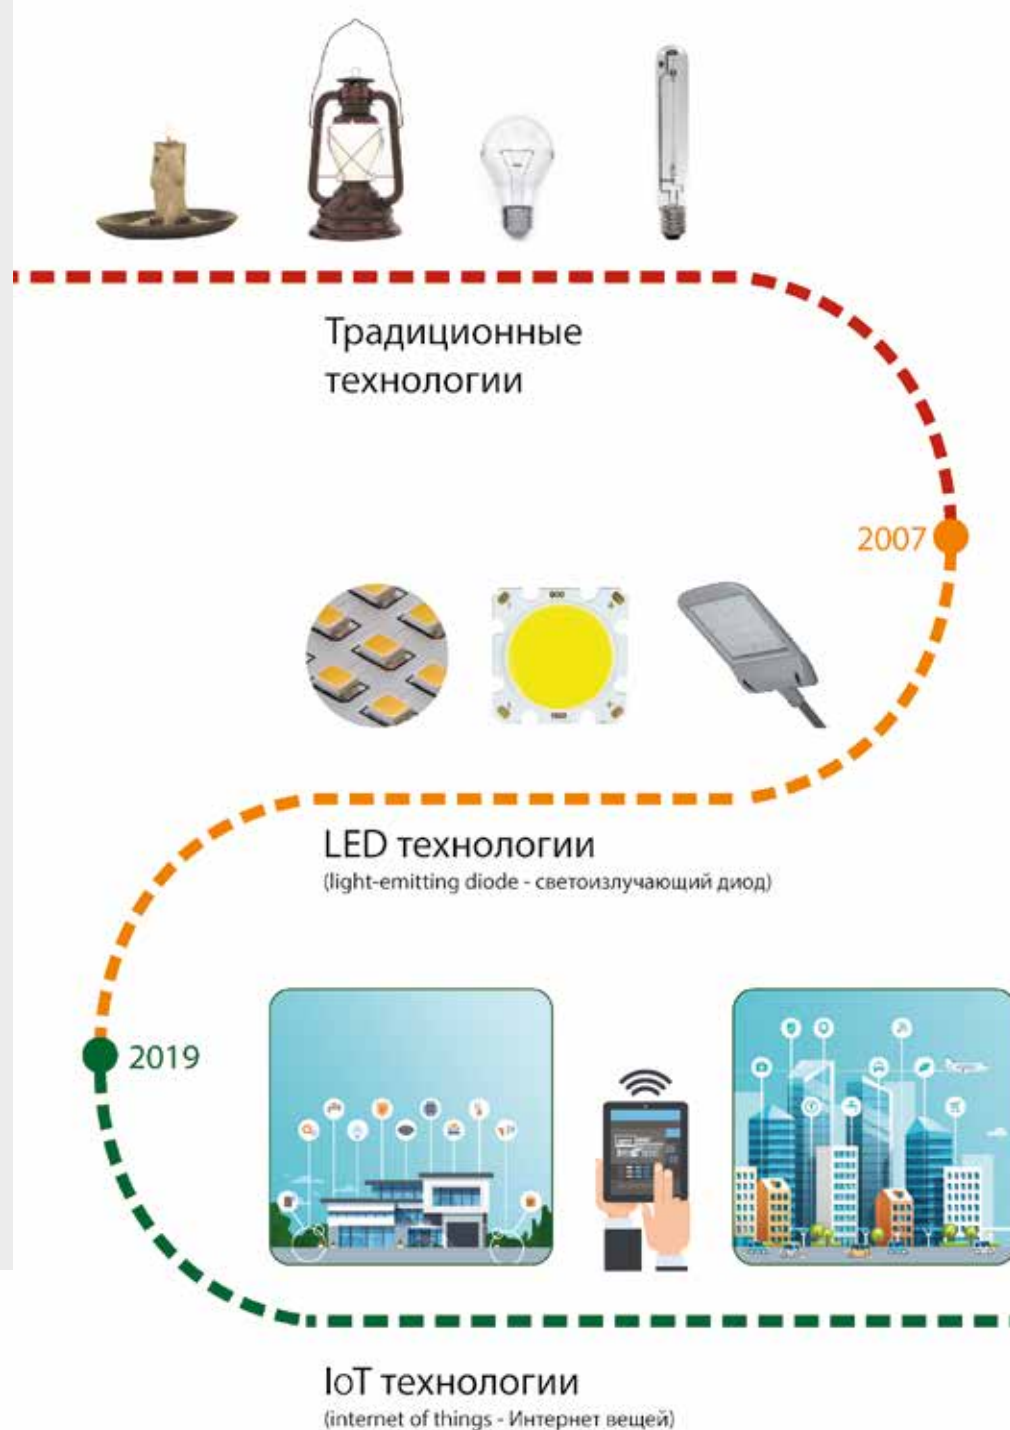 Традиционные
технологии
2007
LED технологии
(light-emitting diode - светоизлучающий диод)
2019
IoT технологии
(internet of things - Интернет вещей)